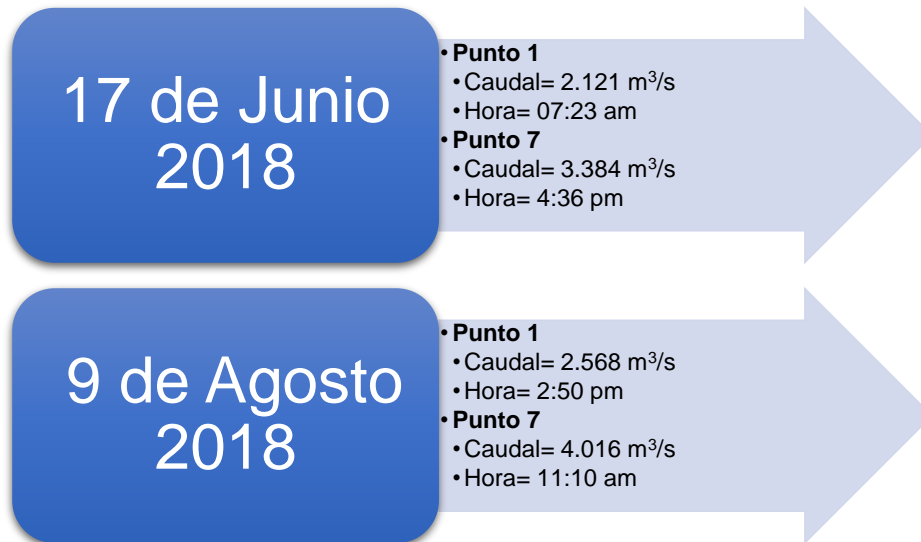 17 de Junio
2018
• Punto 1
• Caudal= 2.121 m³/s
• Hora= 07:23 am
• Punto 7
• Caudal= 3.384 m³/s
• Hora= 4:36 pm
9 de Agosto
2018
• Punto 1
• Caudal= 2.568 m³/s
• Hora= 2:50 pm
• Punto 7
• Caudal= 4.016 m³/s
• Hora= 11:10 am